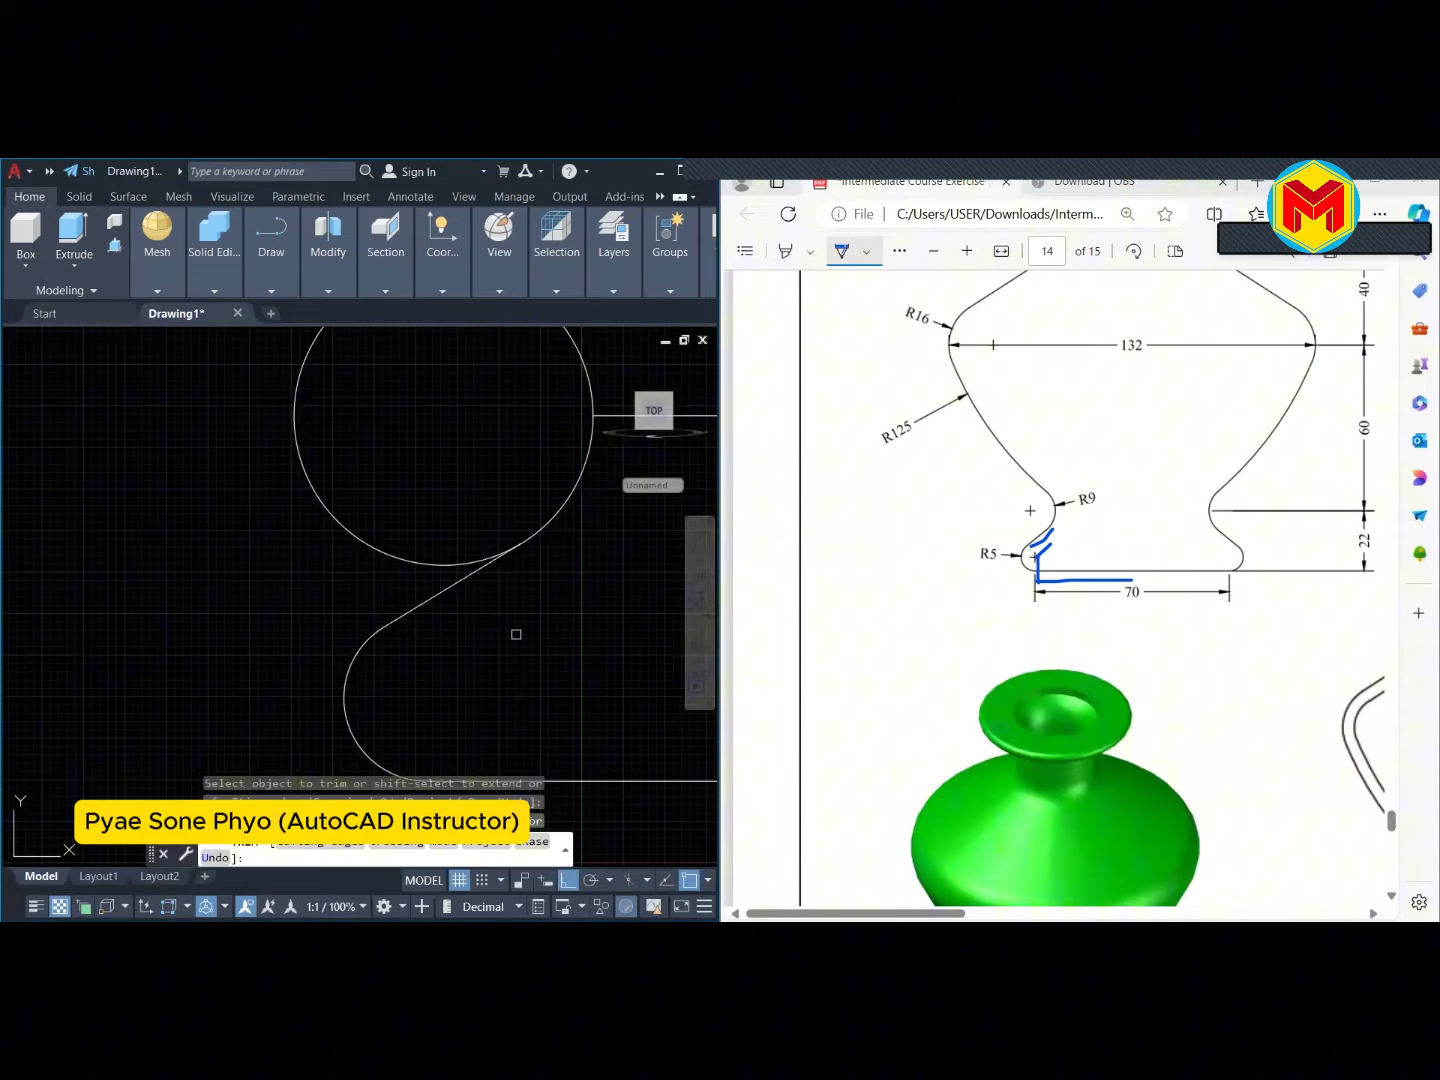 Sh
Drawing1...
Type a keyword or phrase
Sign In
Home Solid Surface Mesh Visualize Parametric Insert Annotate View Manage Output Add-ins
Box
Extrude
Mesh
Solid Edi...
Draw
Modify
Section
Coor...
View
Selection
Layers
Groups
Modeling
Start
Drawing1*
TOP
Unnamed
Select object to trim or shift-select to extend or
Pyae Sone Phyo (AutoCAD Instructor)
Undo]:
Y
X
Model Layout1 Layout2
MODEL
1:1 / 100%
Decimal
Intermediate Course Exercise
Download | OBS
File
C:/Users/USER/Downloads/Interm...
14 of 15
R16
132
40
R125
60
R9
R5
22
70
M